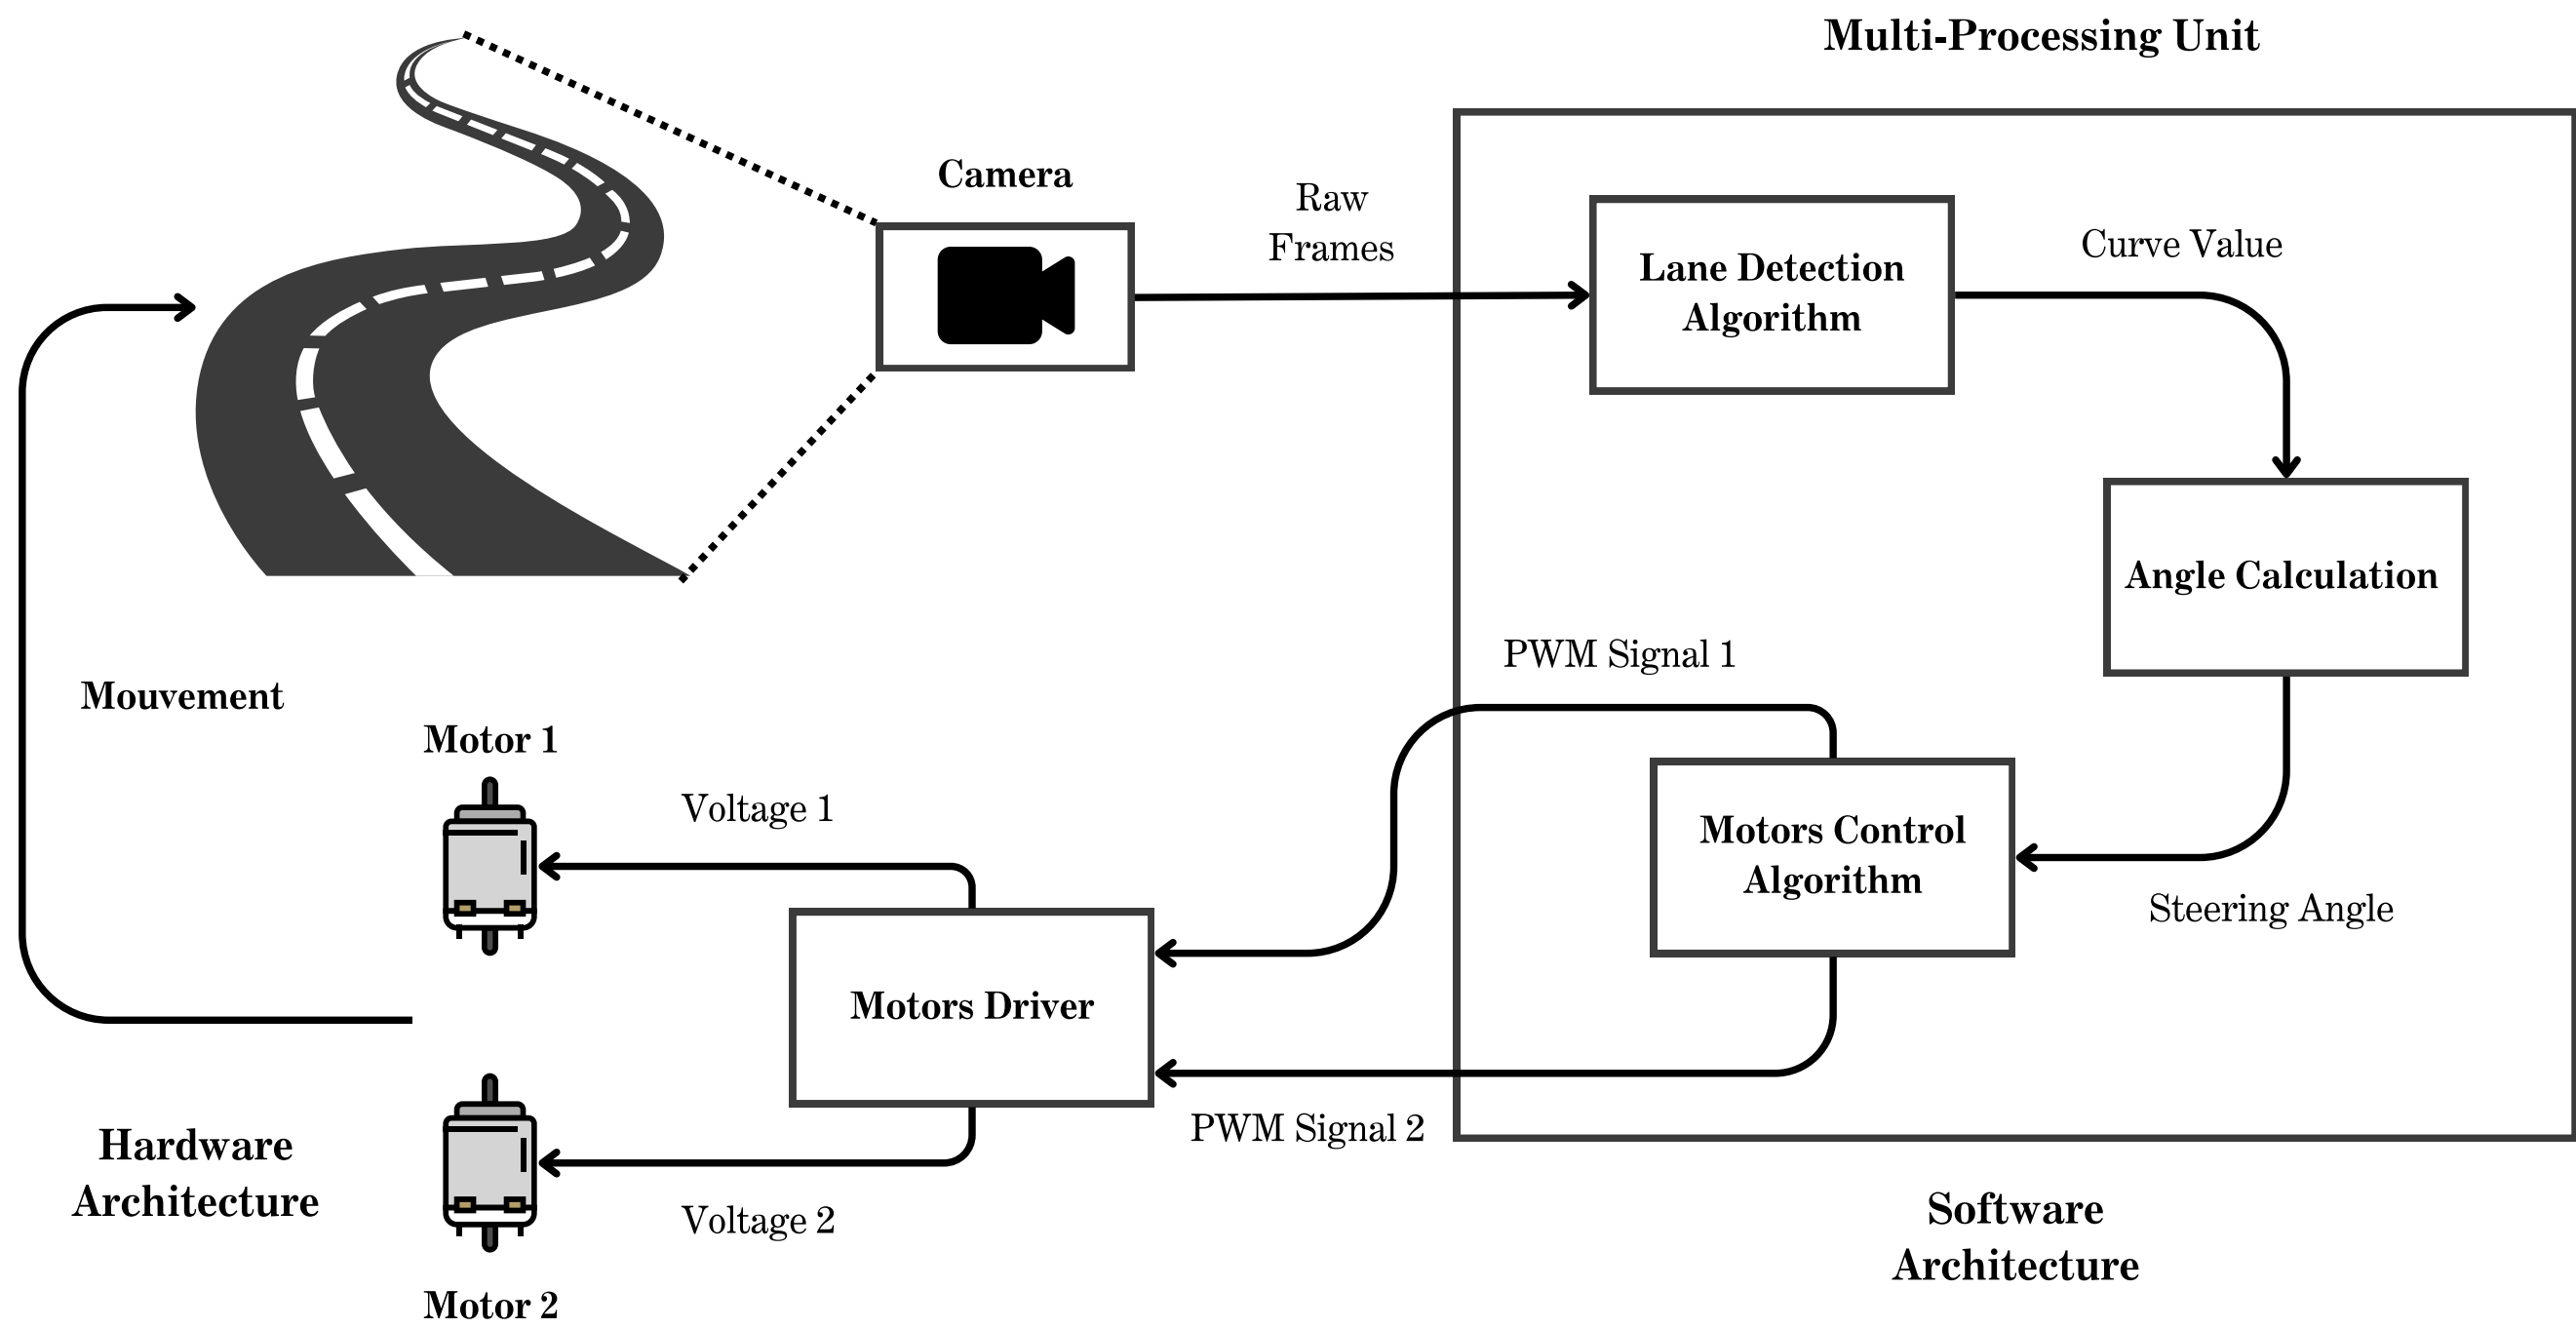 Multi-Processing Unit
Camera
Raw
Frames
Lane Detection
Algorithm
Curve Value
Angle Calculation
PWM Signal 1
Mouvement
Motor 1
Voltage 1
Motors Control
Algorithm
Steering Angle
Motors Driver
PWM Signal 2
Hardware
Architecture
Voltage 2
Software
Architecture
Motor 2